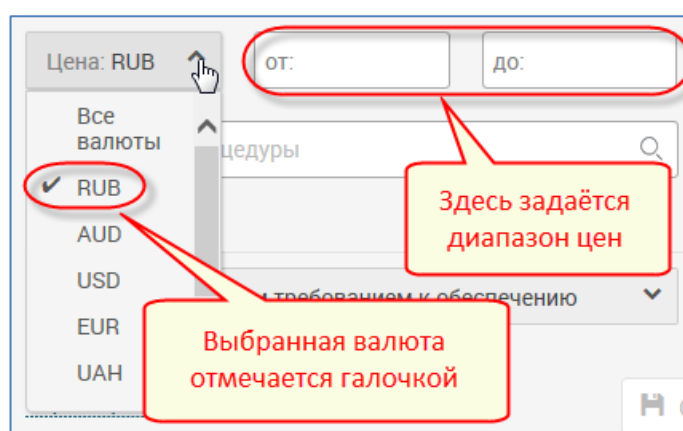 Цена: RUB
от:
до:
Все
валюты
цедуры
RUB
Здесь задаётся
диапазон цен
AUD
USD
требованием к обеспечению
EUR
Выбранная валюта
UAH
отмечается галочкой